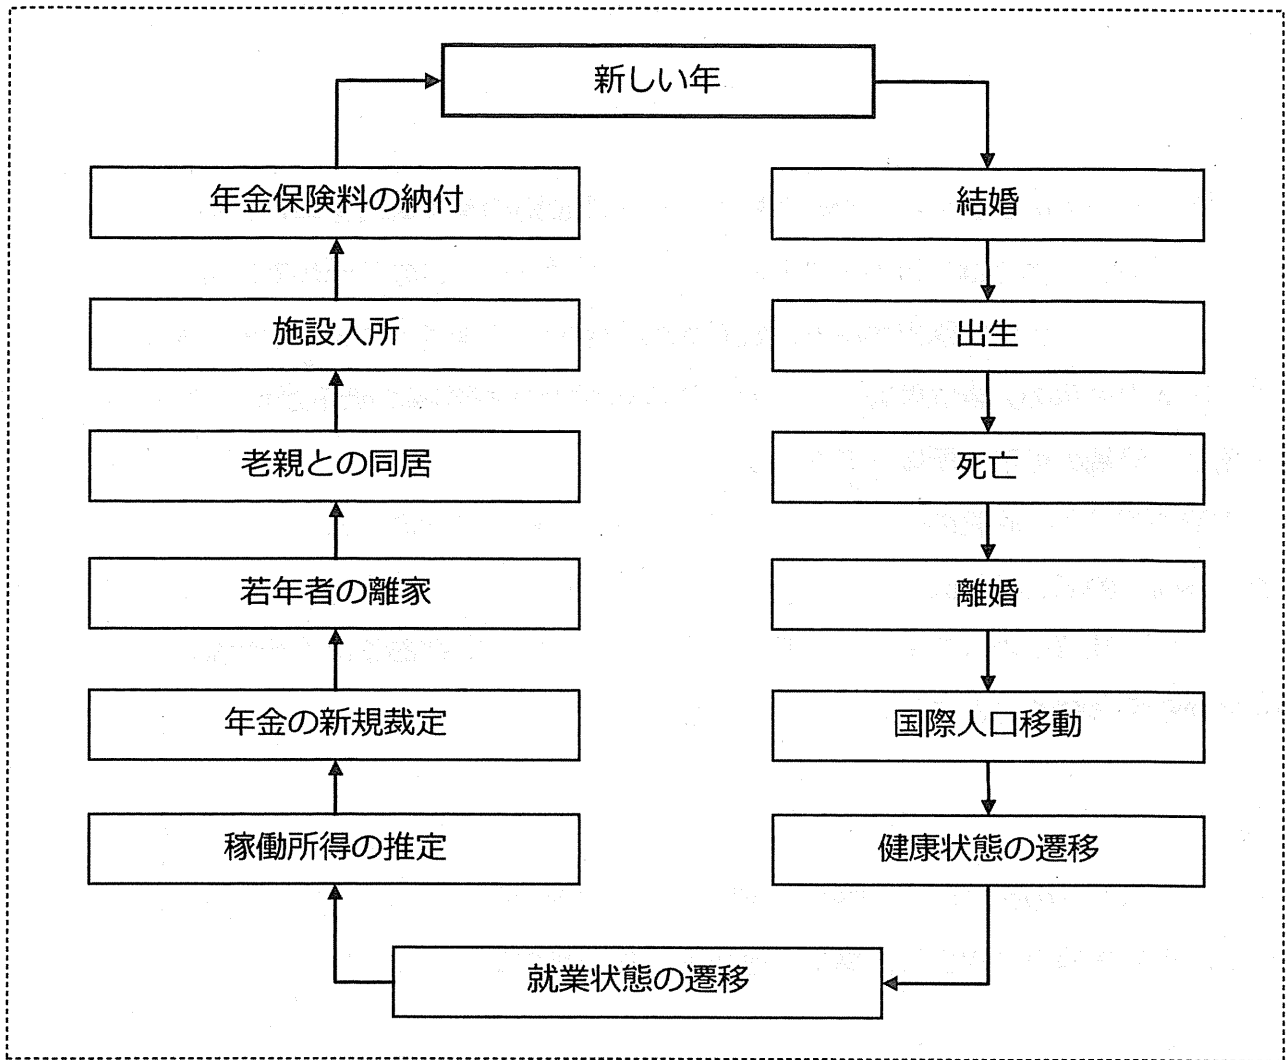 新しい年
結婚
出生
死亡
離婚
国際人口移動
健康状態の遷移
就業状態の遷移
稼働所得の推定
年金の新規裁定
若年者の離家
老親との同居
施設入所
年金保険料の納付